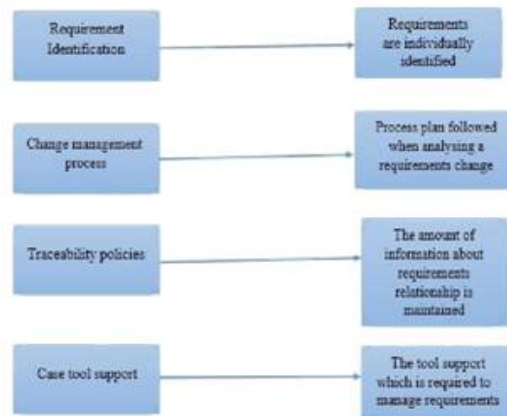 Requirement
Identification
Requirements
are individually
identified
Change management
process
Process plan followed
when analysing a
requirements change
Traceability policies
The amount of
information about
requirements
relationship is
maintained
Case tool support
The tool support
which is required to
manage requirements